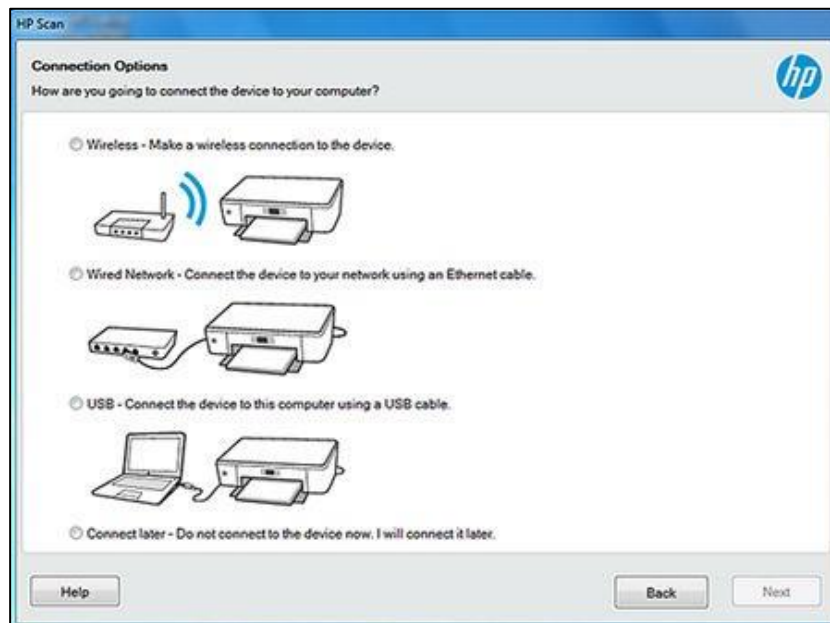 HP Scan
Connection Options
How are you going to connect the device to your computer?
hp
Wireless - Make a wireless connection to the device.
Wired Network - Connect the device to your network using an Ethernet cable.
USB - Connect the device to this computer using a USB cable.
Connect later - Do not connect to the device now. I will connect it later.
Help
Back
Next